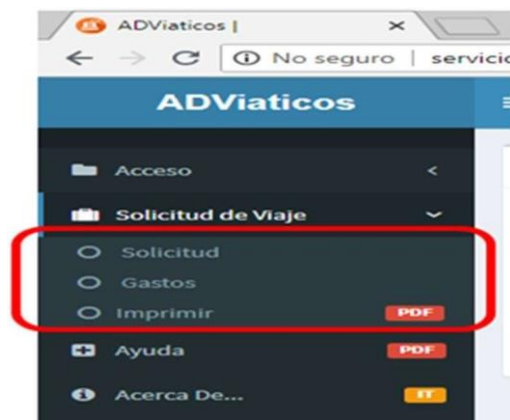 ADViaticos |
No seguro | servicio
ADViaticos
Acceso
Solicitud de Viaje
Solicitud
Gastos
Imprimir PDF
Ayuda PDF
Acerca De... IT